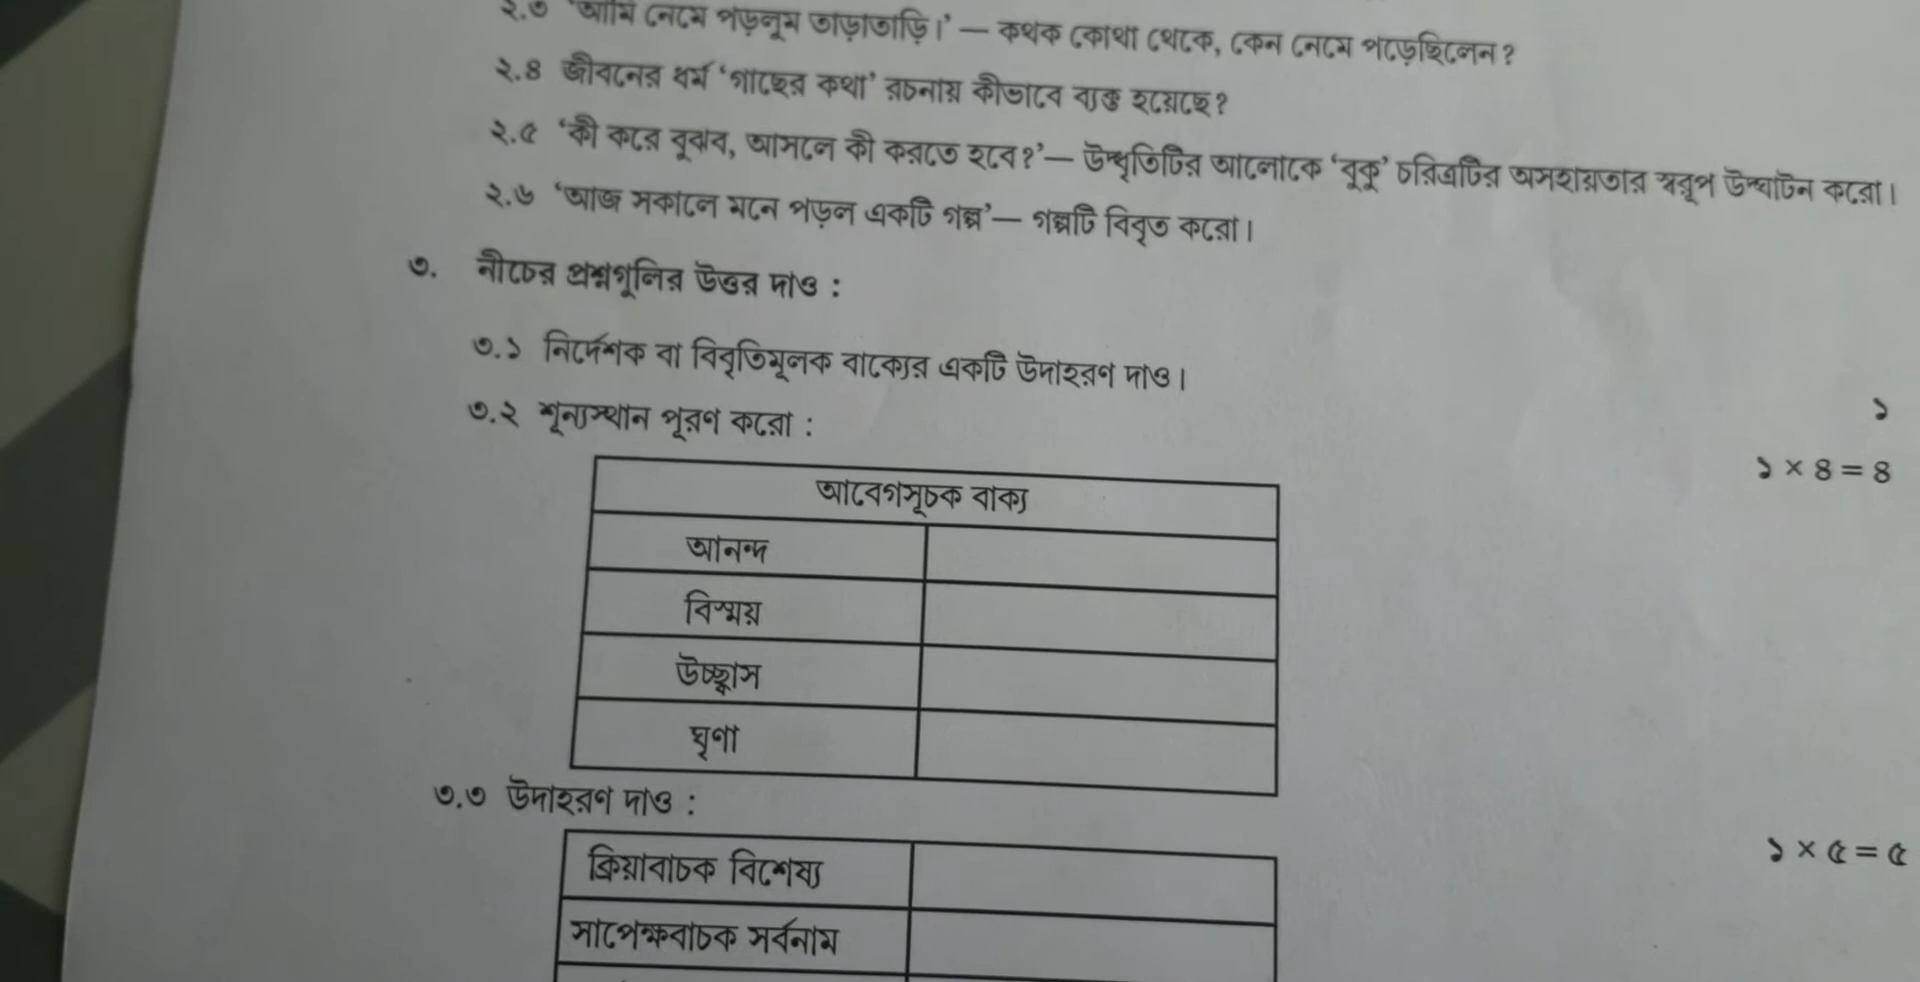 ২.৩ ‘আমি নেমে পড়লুম তাড়াতাড়ি।’ — কথক কোথা থেকে, কেন নেমে পড়েছিলেন?
২.৪ জীবনের ধর্ম ‘গাছের কথা’ রচনায় কীভাবে ব্যক্ত হয়েছে?
২.৫ ‘কী করে বুঝব, আসলে কী করতে হবে?’— উদ্ধৃতিটির আলোকে ‘বুকু’ চরিত্রটির অসহায়তার স্বরূপ উদ্ঘাটন করো।
২.৬ ‘আজ সকালে মনে পড়ল একটি গল্প’— গল্পটি বিবৃত করো।
৩. নীচের প্রশ্নগুলির উত্তর দাও :
৩.১ নির্দেশক বা বিবৃতিমূলক বাক্যের একটি উদাহরণ দাও।
১
৩.২ শূন্যস্থান পূরণ করো :
১ × ৪ = ৪
আবেগসূচক বাক্য
আনন্দ
বিস্ময়
উচ্ছ্বাস
ঘৃণা
৩.৩ উদাহরণ দাও :
১ × ৫ = ৫
ক্রিয়াবাচক বিশেষ্য
সাপেক্ষবাচক সর্বনাম